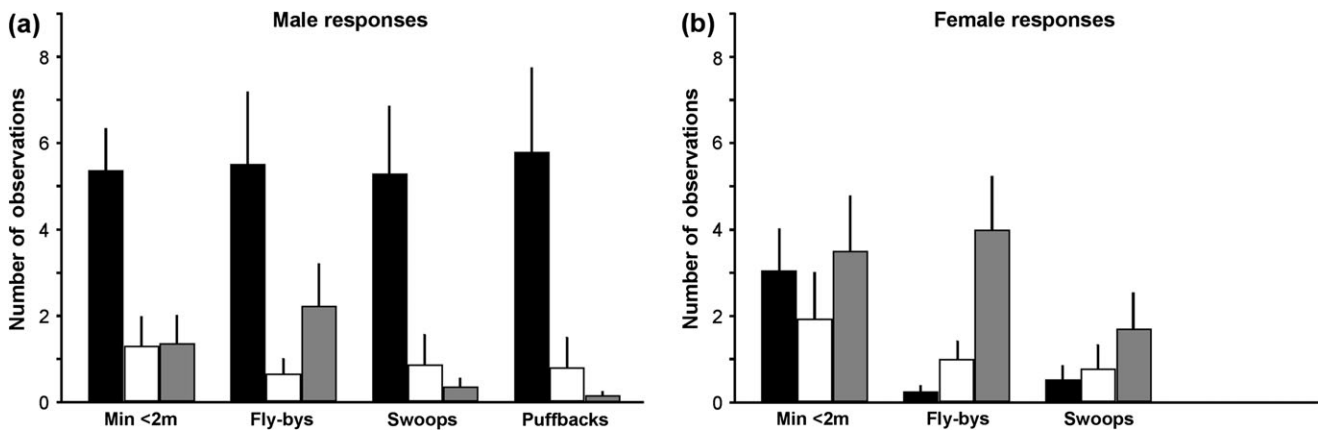 (a)
Male responses
Number of observations
8
6
4
2
0
Min <2m Fly-bys Swoops Puffbacks
(b)
Female responses
Number of observations
8
6
4
2
0
Min <2m Fly-bys Swoops